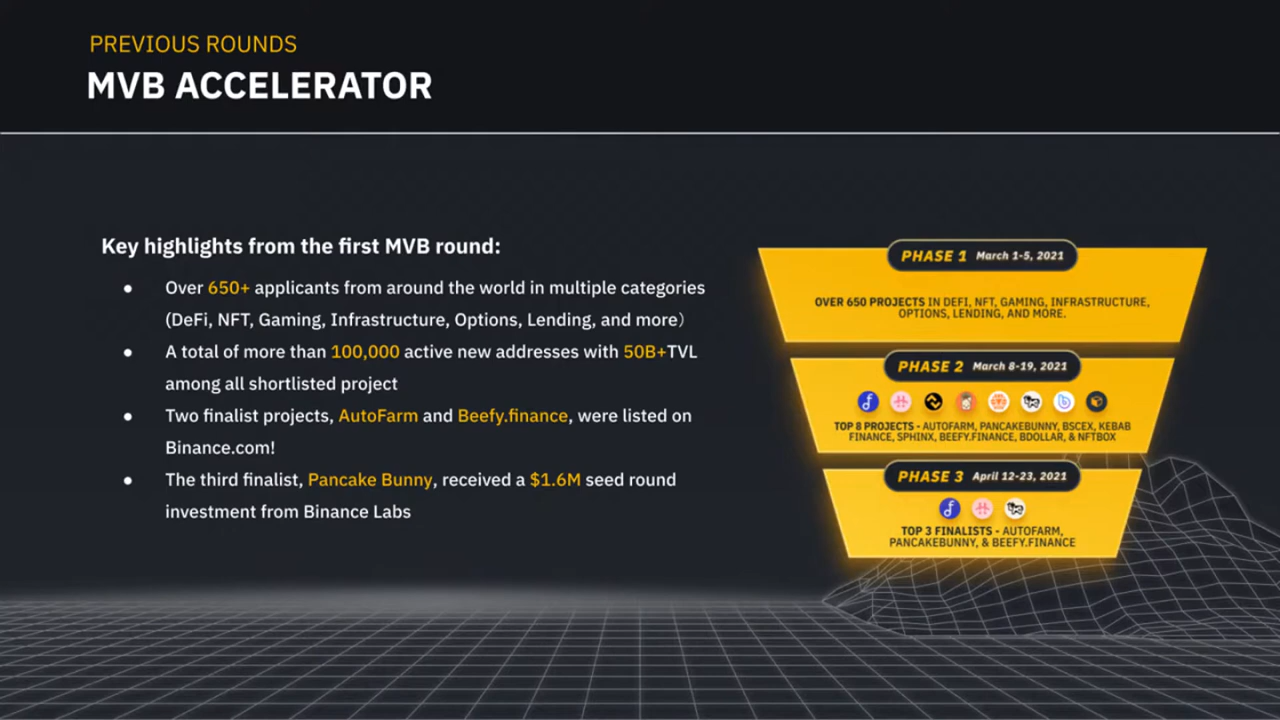 PREVIOUS ROUNDS
MVB ACCELERATOR
Key highlights from the first MVB round:
● Over 650+ applicants from around the world in multiple categories
(DeFi, NFT, Gaming, Infrastructure, Options, Lending, and more）
● A total of more than 100,000 active new addresses with 50B+TVL
among all shortlisted project
● Two finalist projects, AutoFarm and Beefy.finance, were listed on
Binance.com!
● The third finalist, Pancake Bunny, received a $1.6M seed round
investment from Binance Labs
PHASE 1 March 1-5, 2021
OVER 650 PROJECTS IN DEFI, NFT, GAMING, INFRASTRUCTURE,
OPTIONS, LENDING, AND MORE.
PHASE 2 March 8-19, 2021
TOP 8 PROJECTS - AUTOFARM, PANCAKEBUNNY, BSCEX, KEBAB
FINANCE, SPHINX, BEEFY.FINANCE, BDOLLAR, & NFTBOX
PHASE 3 April 12-23, 2021
TOP 3 FINALISTS - AUTOFARM,
PANCAKEBUNNY, & BEEFY.FINANCE